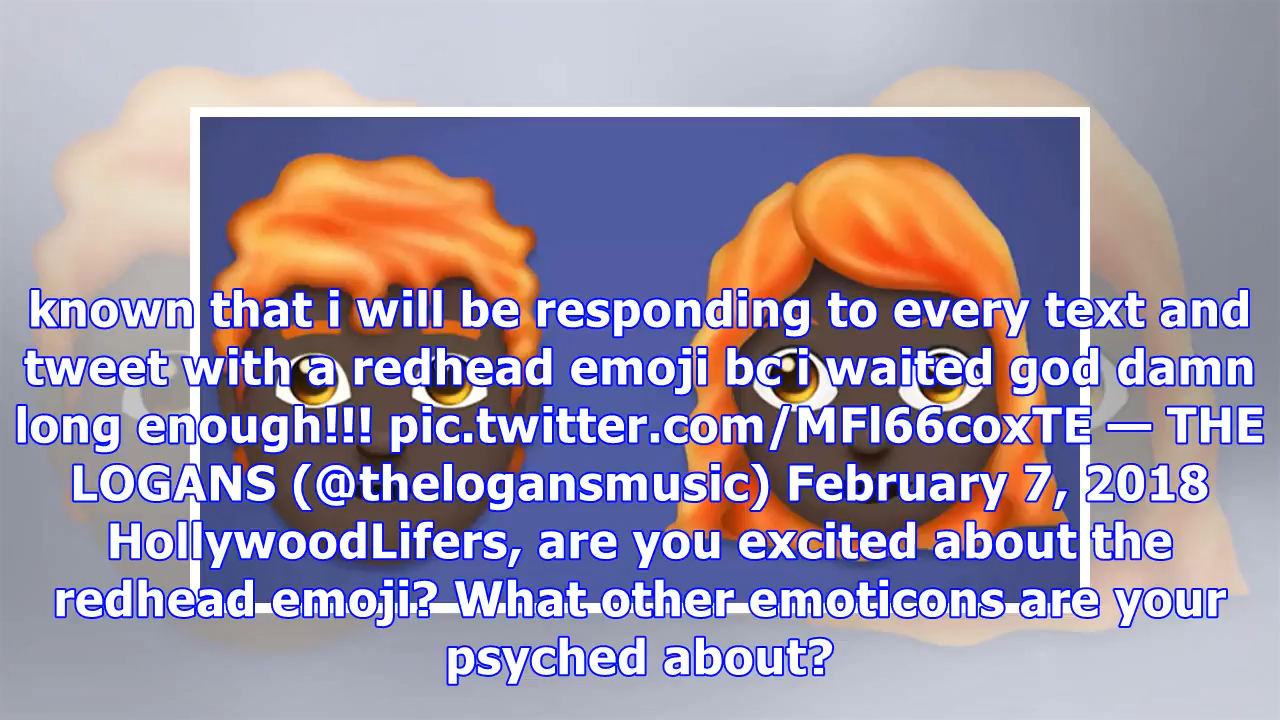 known that i will be responding to every text and
tweet with a redhead emoji bc i waited god damn
long enough!!! pic.twitter.com/MFl66coxTE — THE
LOGANS (@thelogansmusic) February 7, 2018
HollywoodLifers, are you excited about the
redhead emoji? What other emoticons are your
psyched about?